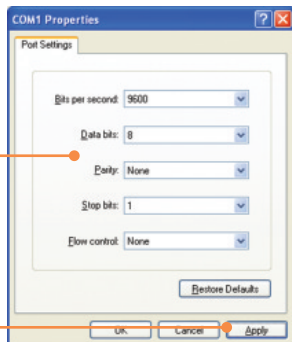 COM1 Properties
Port Settings
Bits per second: 9600
Data bits: 8
Parity: None
Stop bits: 1
Flow control: None
Restore Defaults
OK Cancel Apply